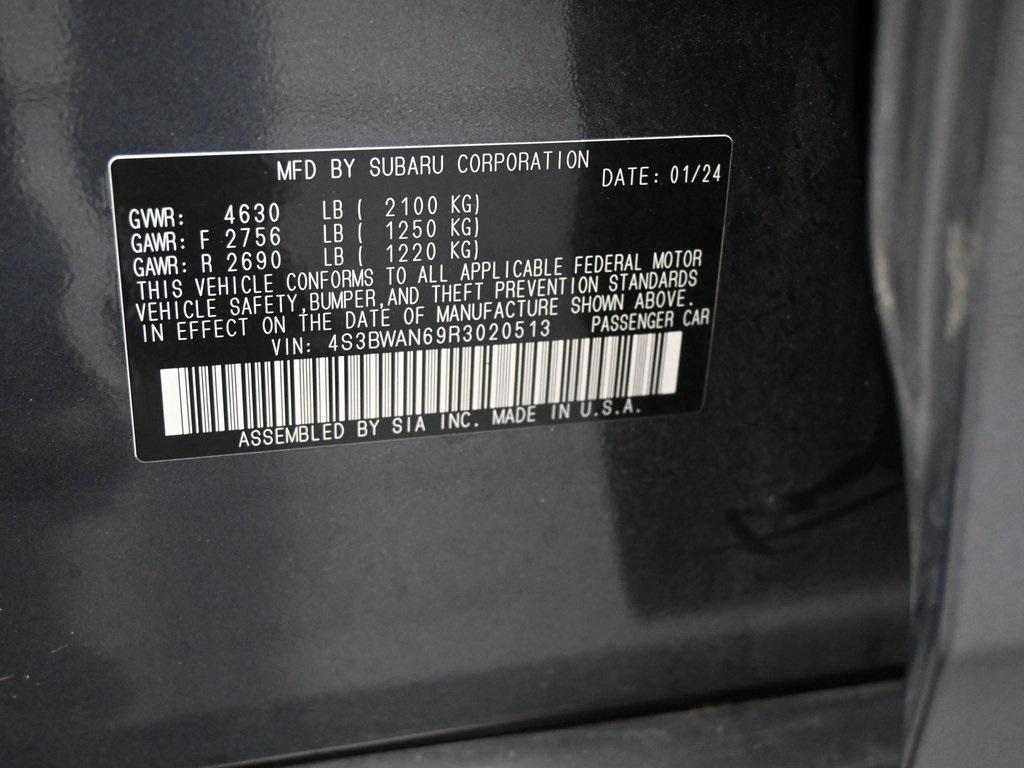 MFD BY SUBARU CORPORATION
DATE: 01/24
GVWR: 4630 LB ( 2100 KG)
GAWR: F 2756 LB ( 1250 KG)
GAWR: R 2690 LB ( 1220 KG)
THIS VEHICLE CONFORMS TO ALL APPLICABLE FEDERAL MOTOR
VEHICLE SAFETY,BUMPER,AND THEFT PREVENTION STANDARDS
IN EFFECT ON THE DATE OF MANUFACTURE SHOWN ABOVE.
VIN: 4S3BWAN69R3020513 PASSENGER CAR
ASSEMBLED BY SIA INC. MADE IN U.S.A.